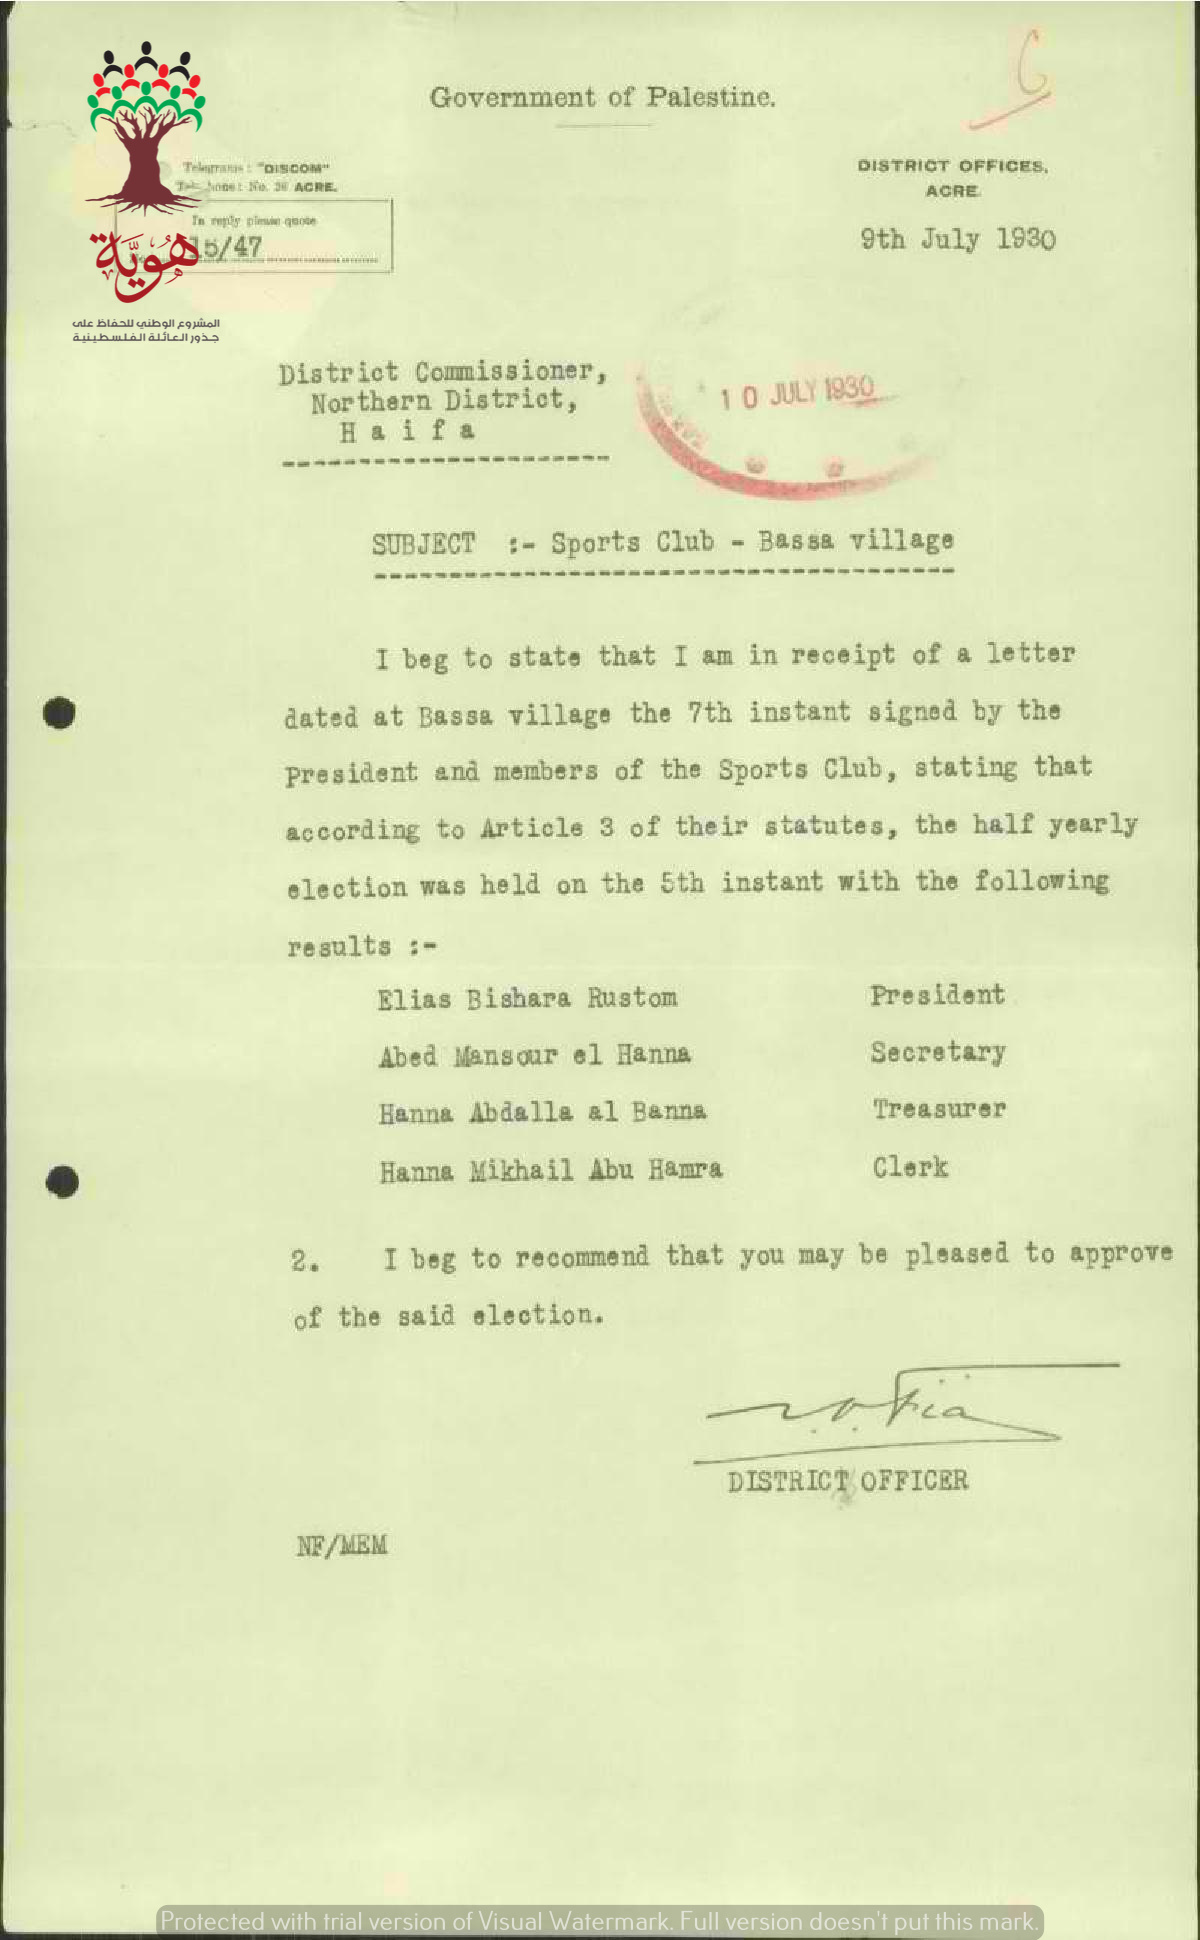 Government of Palestine.
Telegrams: "DISCOM"
No. 36 ACRE.
In reply please quote
15/47
هويّة
المشروع الوطني للحفاظ على
جذور العائلة الفلسطينية
DISTRICT OFFICES,
ACRE.
9th July 1930
District Commissioner,
Northern District,
H a i f a
10 JULY 1930
SUBJECT :- Sports Club - Bassa village
I beg to state that I am in receipt of a letter
dated at Bassa village the 7th instant signed by the
President and members of the Sports Club, stating that
according to Article 3 of their statutes, the half yearly
election was held on the 5th instant with the following
results :-
Elias Bishara Rustom President
Abed Mansour el Hanna Secretary
Hanna Abdalla al Banna Treasurer
Hanna Mikhail Abu Hamra Clerk
2. I beg to recommend that you may be pleased to approve
of the said election.
DISTRICT OFFICER
NF/MEM
Protected with trial version of Visual Watermark. Full version doesn't put this mark.